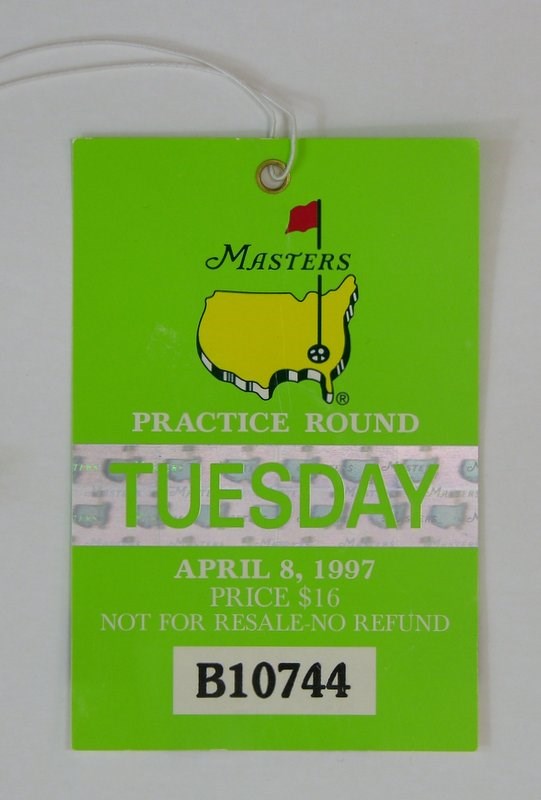 MASTERS
®
PRACTICE ROUND
TUESDAY
APRIL 8, 1997
PRICE $16
NOT FOR RESALE-NO REFUND
B10744